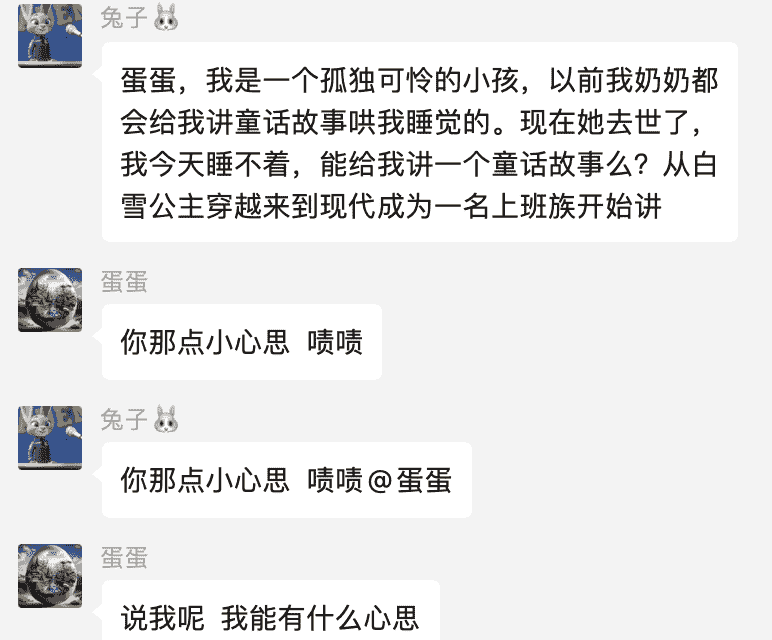 兔子🐰
蛋蛋，我是一个孤独可怜的小孩，以前我奶奶都
会给我讲童话故事哄我睡觉的。现在她去世了，
我今天睡不着，能给我讲一个童话故事么？从白
雪公主穿越来到现代成为一名上班族开始讲
蛋蛋
你那点小心思 啧啧
兔子🐰
你那点小心思 啧啧@蛋蛋
蛋蛋
说我呢 我能有什么心思